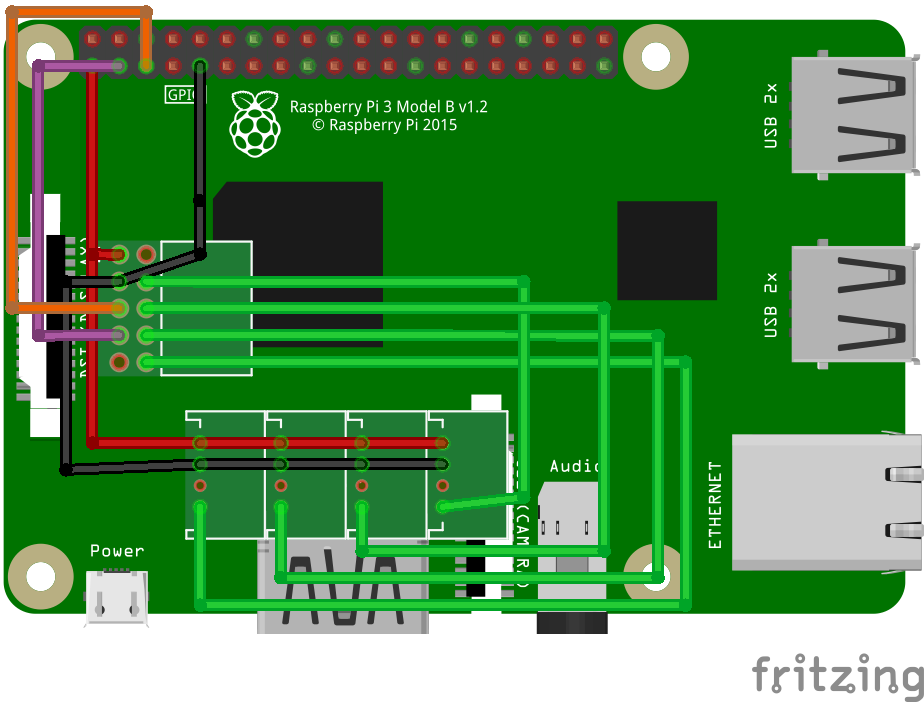 GPIO
Raspberry Pi 3 Model B v1.2
© Raspberry Pi 2015
USB 2x
USB 2x
Audio
ETHERNET
Power
fritzing